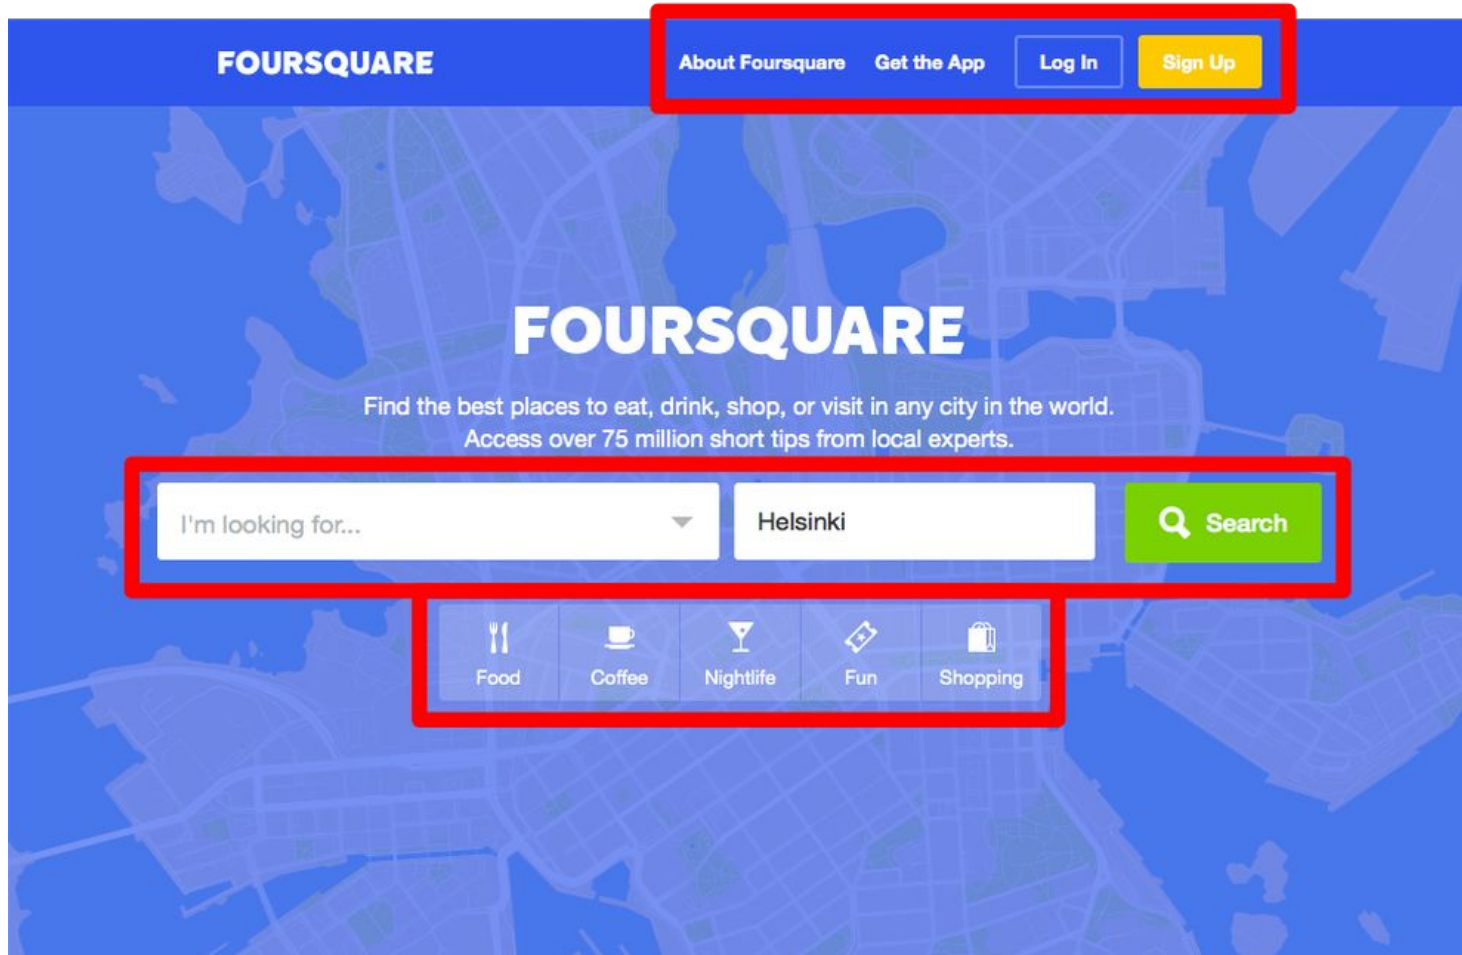 FOURSQUARE About Foursquare Get the App Log In Sign Up
FOURSQUARE
Find the best places to eat, drink, shop, or visit in any city in the world.
Access over 75 million short tips from local experts.
I'm looking for... Helsinki Search
Food Coffee Nightlife Fun Shopping